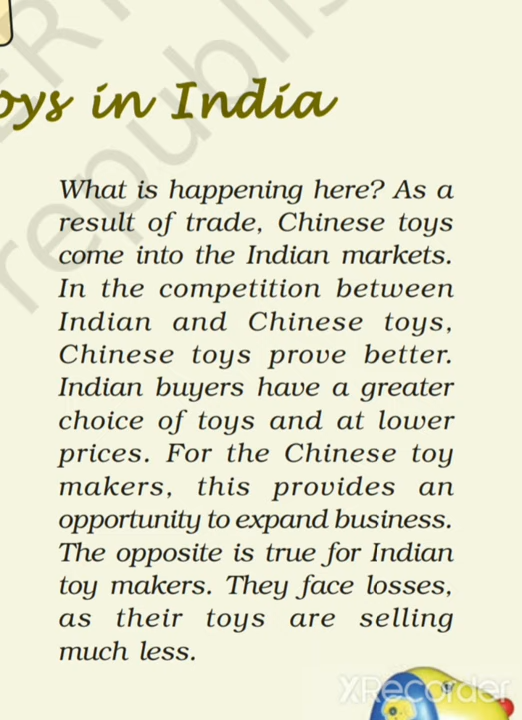 oys in India
What is happening here? As a
result of trade, Chinese toys
come into the Indian markets.
In the competition between
Indian and Chinese toys,
Chinese toys prove better.
Indian buyers have a greater
choice of toys and at lower
prices. For the Chinese toy
makers, this provides an
opportunity to expand business.
The opposite is true for Indian
toy makers. They face losses,
as their toys are selling
much less.
XRecorder